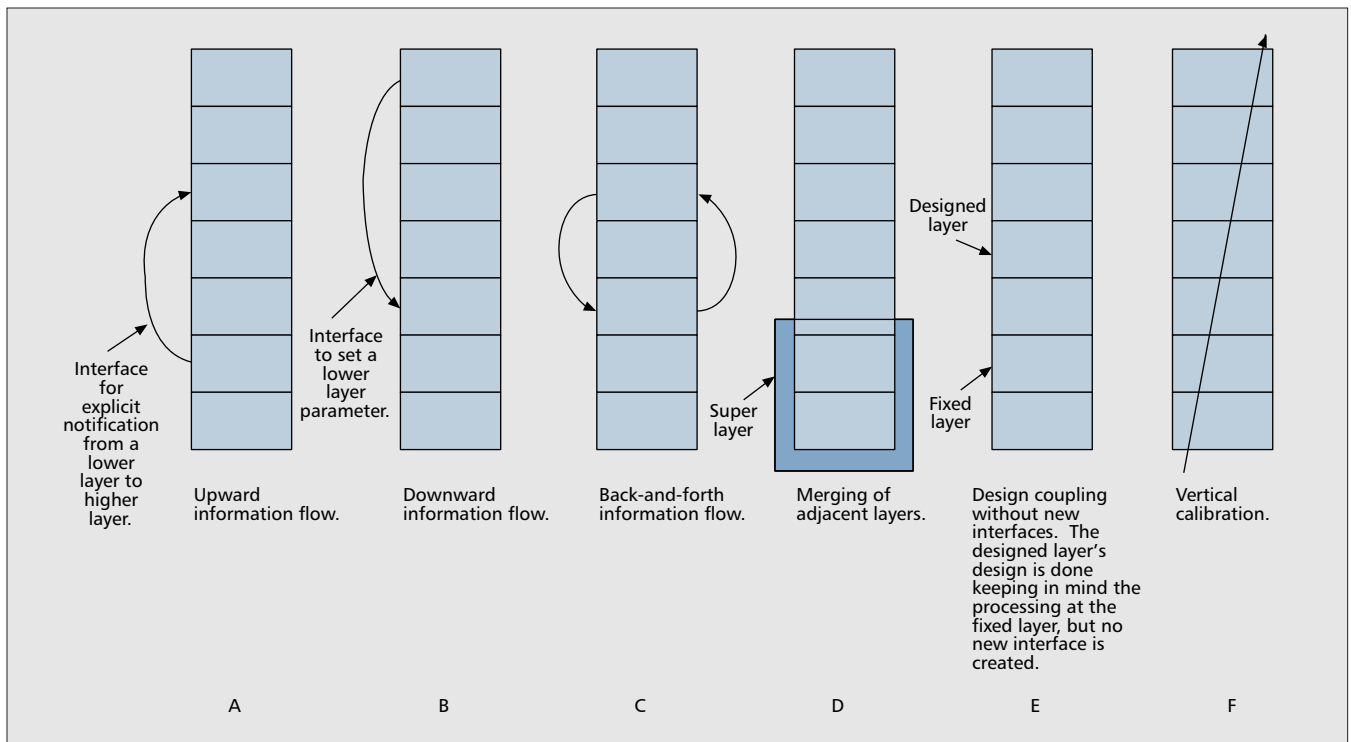 Interface
for
explicit
notification
from a
lower
layer to
higher
layer.
Upward
information flow.
Interface
to set a
lower
layer
parameter.
Downward
information flow.
Back-and-forth
information flow.
Super
layer
Merging of
adjacent layers.
Designed
layer
Fixed
layer
Design coupling
without new
interfaces. The
designed layer’s
design is done
keeping in mind the
processing at the
fixed layer, but no
new interface is
created.
Vertical
calibration.
A
B
C
D
E
F